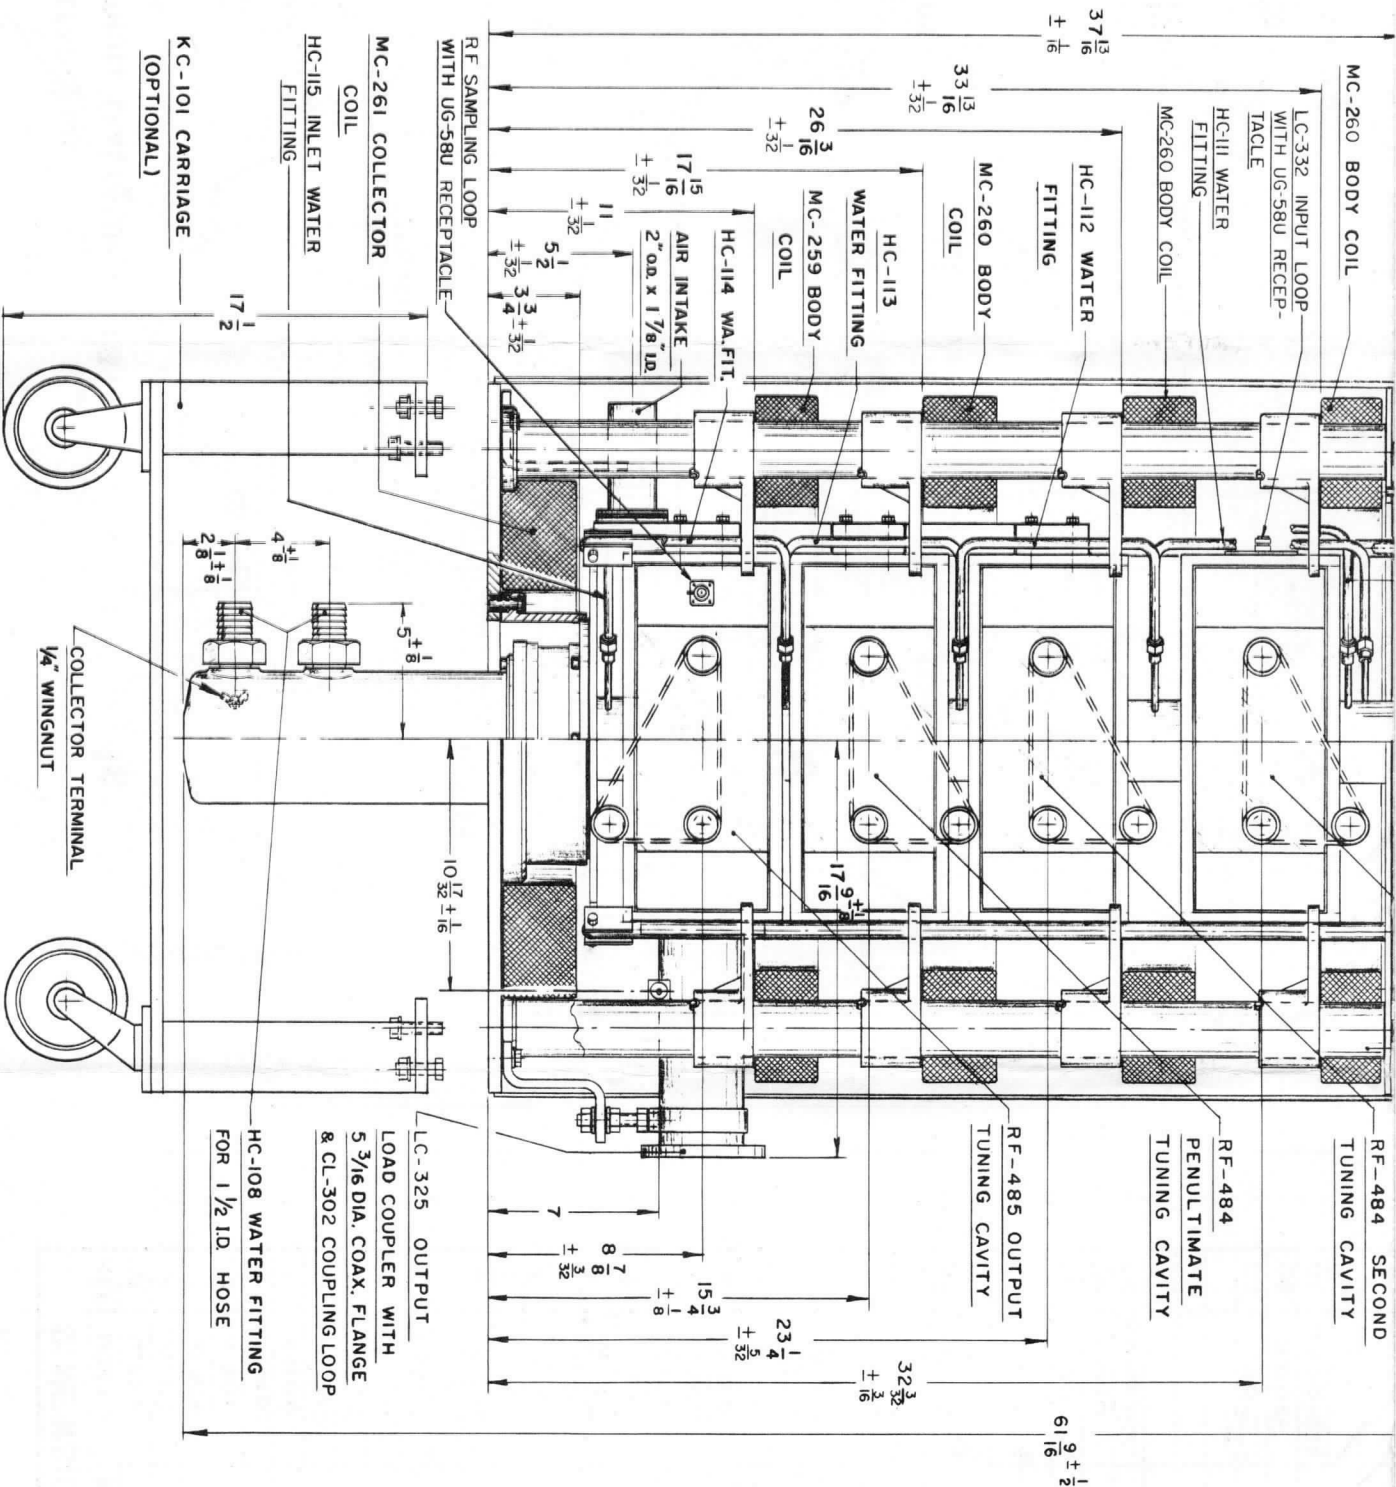 37 13/16
± 1/16
33 13/16
± 1/32
26 3/16
± 1/32
17 15/16
± 1/32
11
± 1/32
5 1/2
± 1/32
3 3/4 ± 1/32
MC-260 BODY COIL
LC-332 INPUT LOOP
WITH UG-58U RECEP-
TACLE
HC-111 WATER
FITTING
MC-260 BODY COIL
HC-112 WATER
FITTING
MC-260 BODY
COIL
HC-113
WATER FITTING
MC-259 BODY
COIL
HC-114 WA.FIT.
AIR INTAKE
2" O.D. X 1 7/8" I.D.
RF SAMPLING LOOP
WITH UG-58U RECEPTACLE
MC-261 COLLECTOR
COIL
HC-115 INLET WATER
FITTING
KC-101 CARRIAGE
(OPTIONAL)
17 1/2
4 ± 1/8
2 1/8 ± 1/8
5 ± 1/8
COLLECTOR TERMINAL
1/4" WINGNUT
10 17/32 ± 1/16
17 9/16 ± 1/8
RF-484 SECOND
TUNING CAVITY
RF-484
PENULTIMATE
TUNING CAVITY
RF-485 OUTPUT
TUNING CAVITY
LC-325 OUTPUT
LOAD COUPLER WITH
5 3/16 DIA. COAX. FLANGE
& CL-302 COUPLING LOOP
HC-108 WATER FITTING
FOR 1 1/2 I.D. HOSE
7
8 7/8
± 3/32
15 3/4
± 1/8
23 1/4
± 5/32
32 3/32
± 3/16
61 9/16 ± 1/2